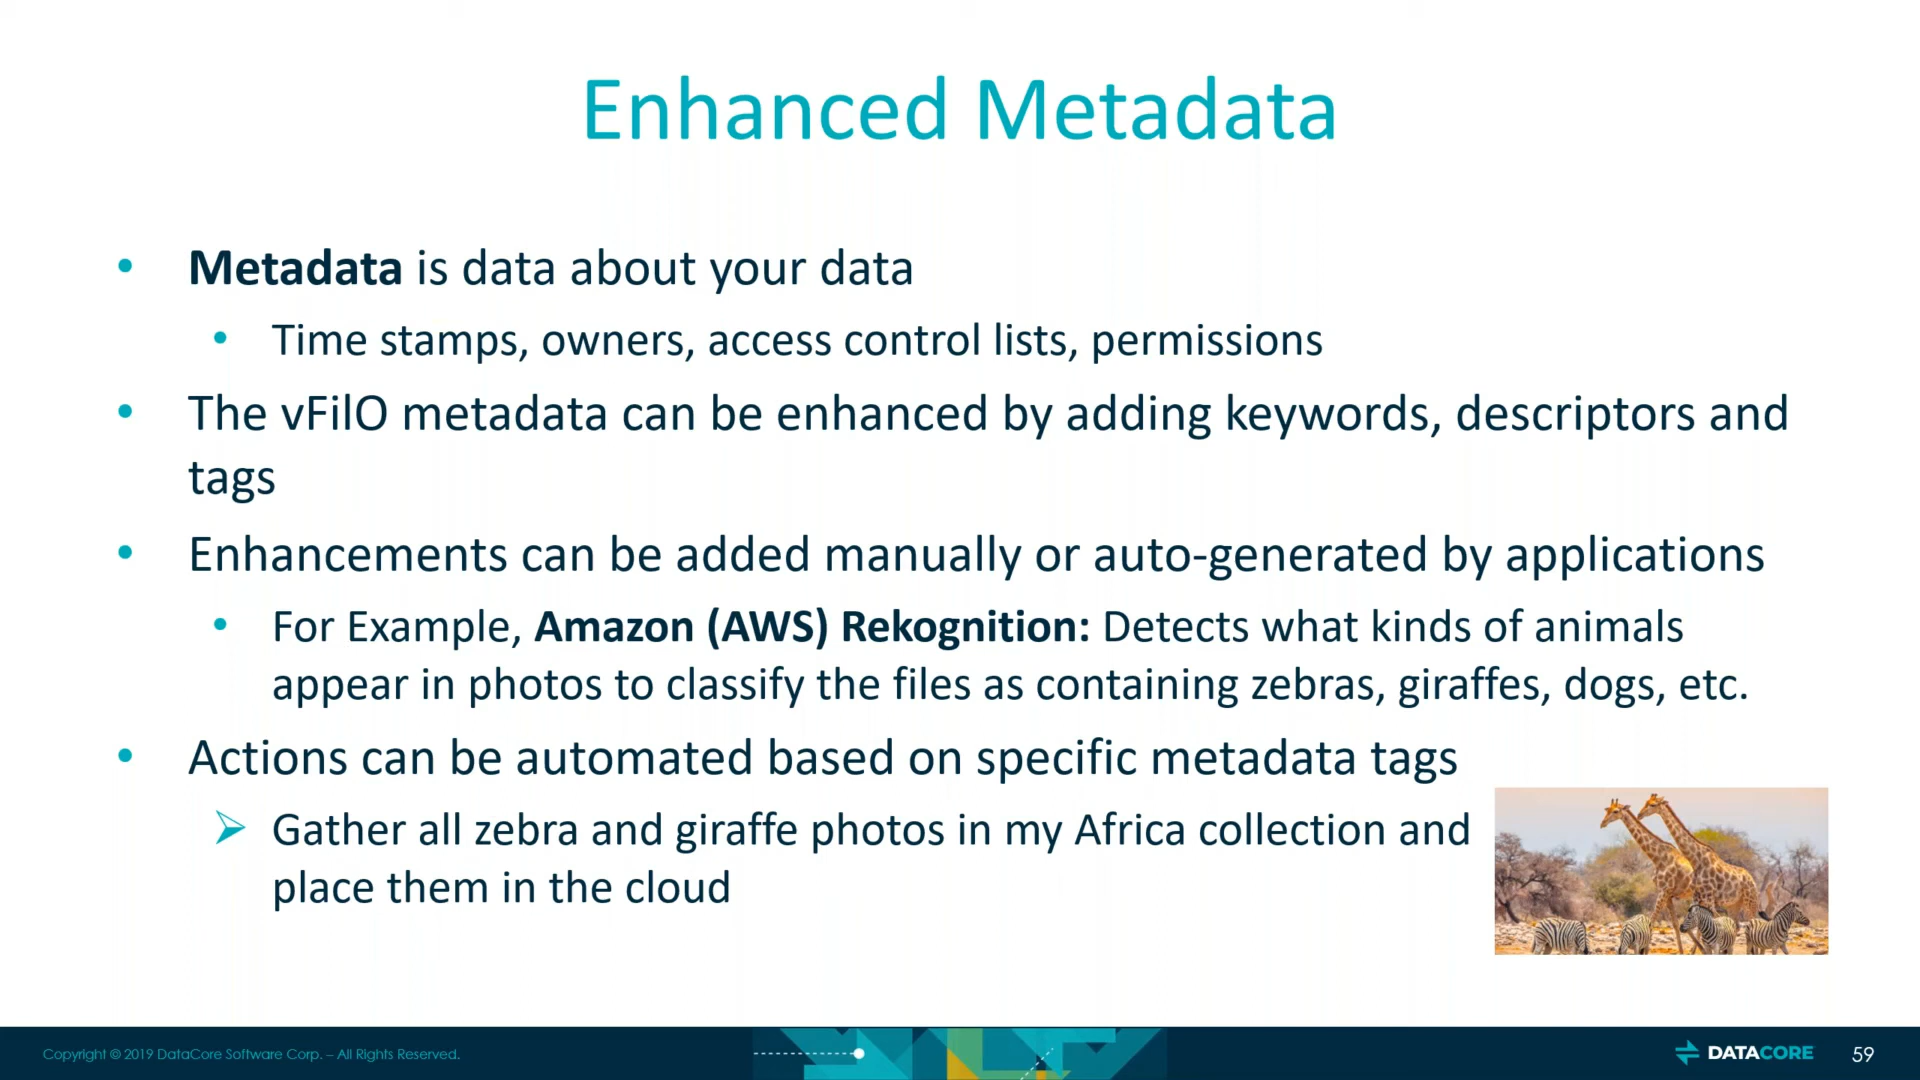 Enhanced Metadata
• Metadata is data about your data
• Time stamps, owners, access control lists, permissions
• The vFilO metadata can be enhanced by adding keywords, descriptors and
tags
• Enhancements can be added manually or auto-generated by applications
• For Example, Amazon (AWS) Rekognition: Detects what kinds of animals
appear in photos to classify the files as containing zebras, giraffes, dogs, etc.
• Actions can be automated based on specific metadata tags
➢ Gather all zebra and giraffe photos in my Africa collection and
place them in the cloud
Copyright © 2019 DataCore Software Corp. – All Rights Reserved.
DATACORE
59